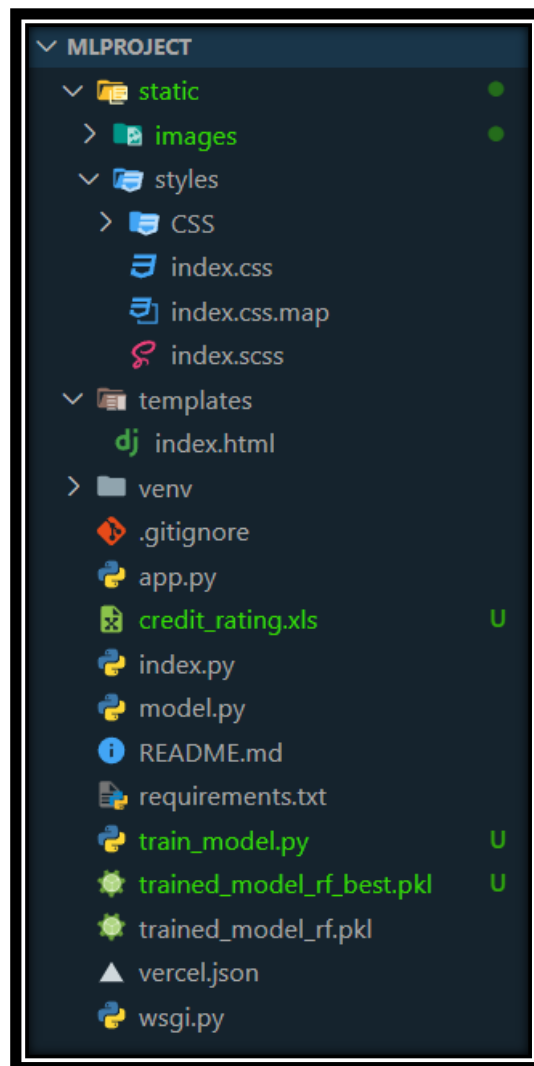 MLPROJECT
static
images
styles
CSS
index.css
index.css.map
index.scss
templates
dj index.html
venv
.gitignore
app.py
credit_rating.xls U
index.py
model.py
README.md
requirements.txt
train_model.py U
trained_model_rf_best.pkl U
trained_model_rf.pkl
vercel.json
wsgi.py